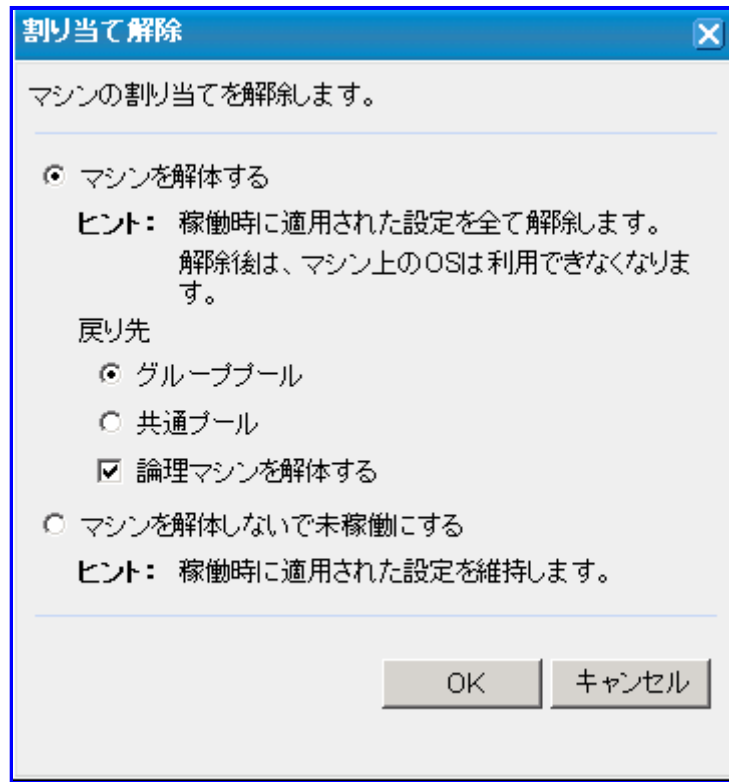 割り当て解除
マシンの割り当てを解除します。
マシンを解体する
ヒント： 稼働時に適用された設定を全て解除します。
解除後は、マシン上のOSは利用できなくなりま
す。
戻り先
グループプール
共通プール
論理マシンを解体する
マシンを解体しないで未稼働にする
ヒント： 稼働時に適用された設定を維持します。
OK キャンセル